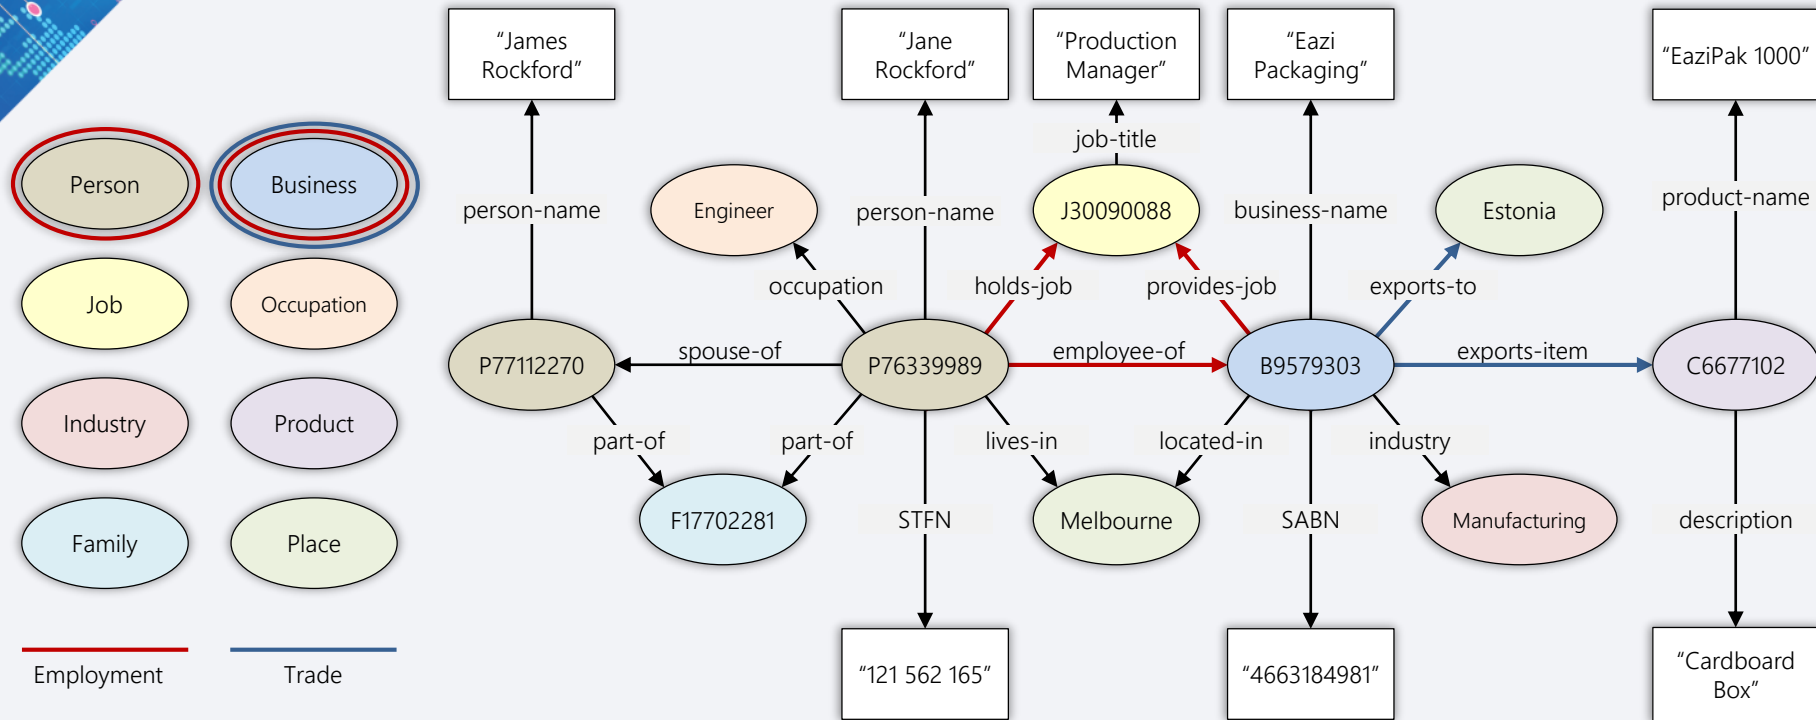 “James
Rockford”
“Jane
Rockford”
“Production
Manager”
“Eazi
Packaging”
“EaziPak 1000”
job-title
Person
Business
person-name
Engineer
person-name
J30090088
business-name
Estonia
product-name
occupation
holds-job
provides-job
exports-to
Job
Occupation
P77112270
spouse-of
P76339989
employee-of
B9579303
exports-item
C6677102
Industry
Product
part-of
part-of
lives-in
located-in
industry
F17702281
STFN
Melbourne
SABN
Manufacturing
description
Family
Place
Employment
Trade
“121 562 165”
“4663184981”
“Cardboard
Box”